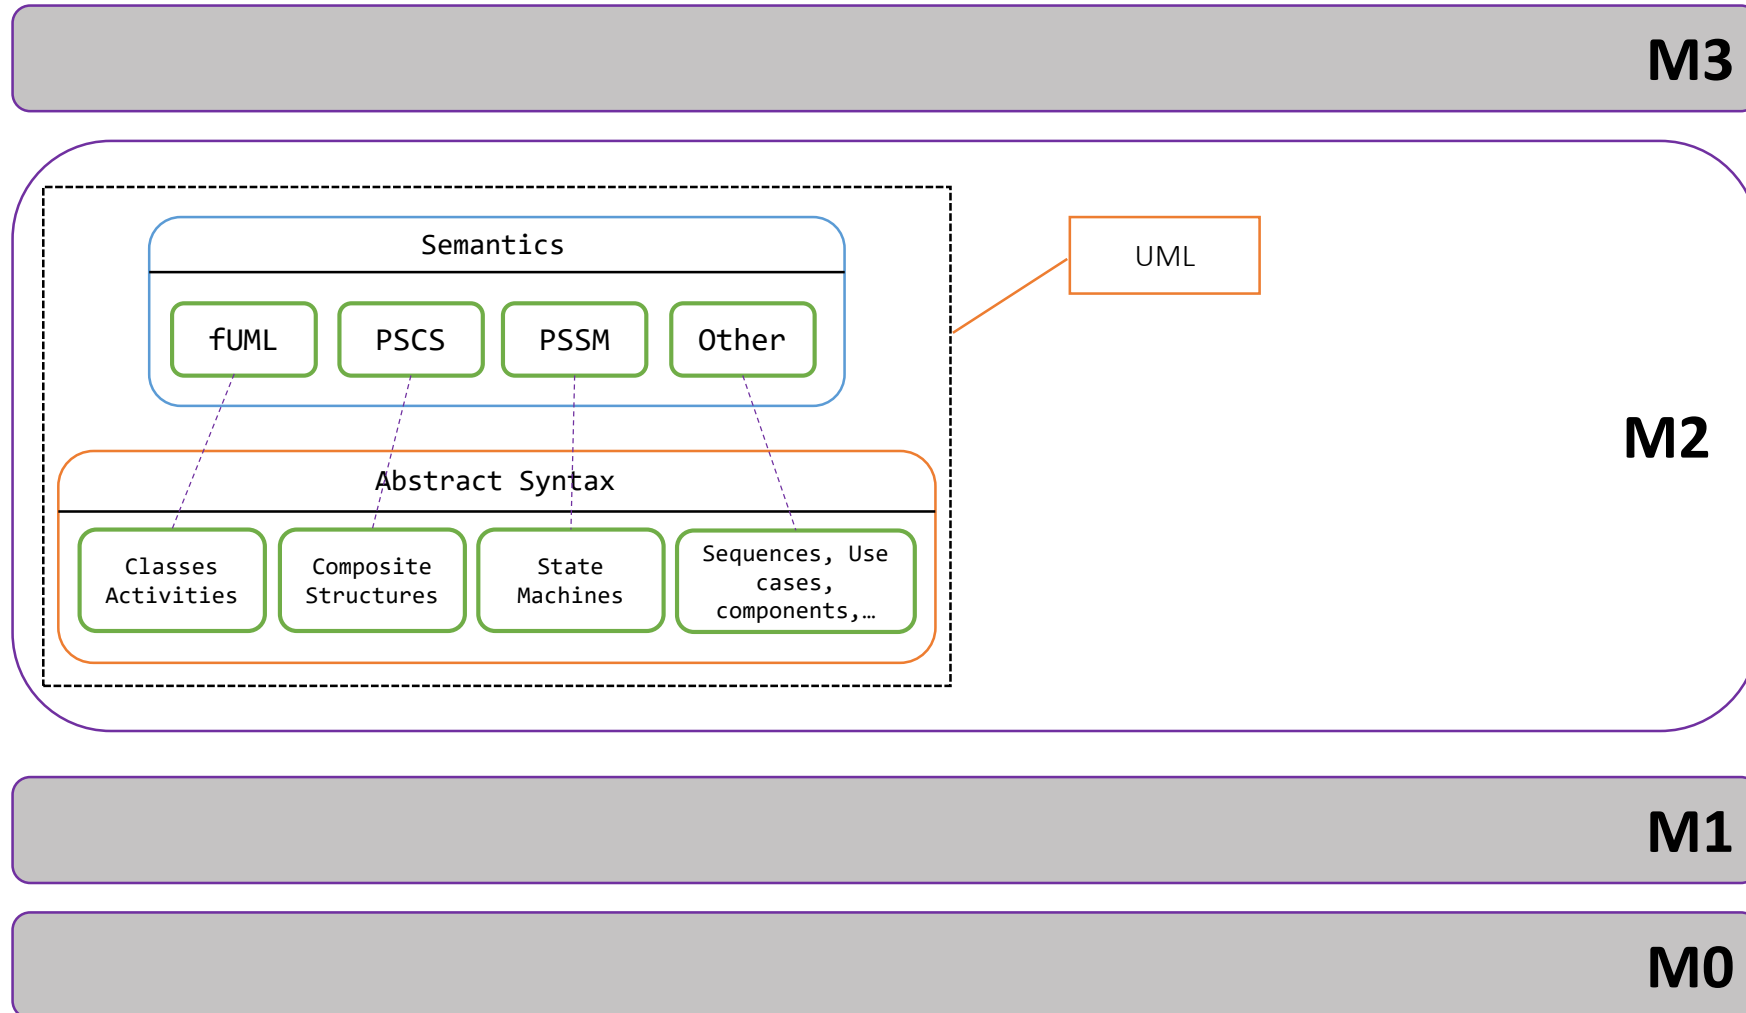 M3
Semantics
UML
fUML
PSCS
PSSM
Other
M2
Abstract Syntax
Classes
Activities
Composite
Structures
State
Machines
Sequences, Use
cases,
components,…
M1
M0